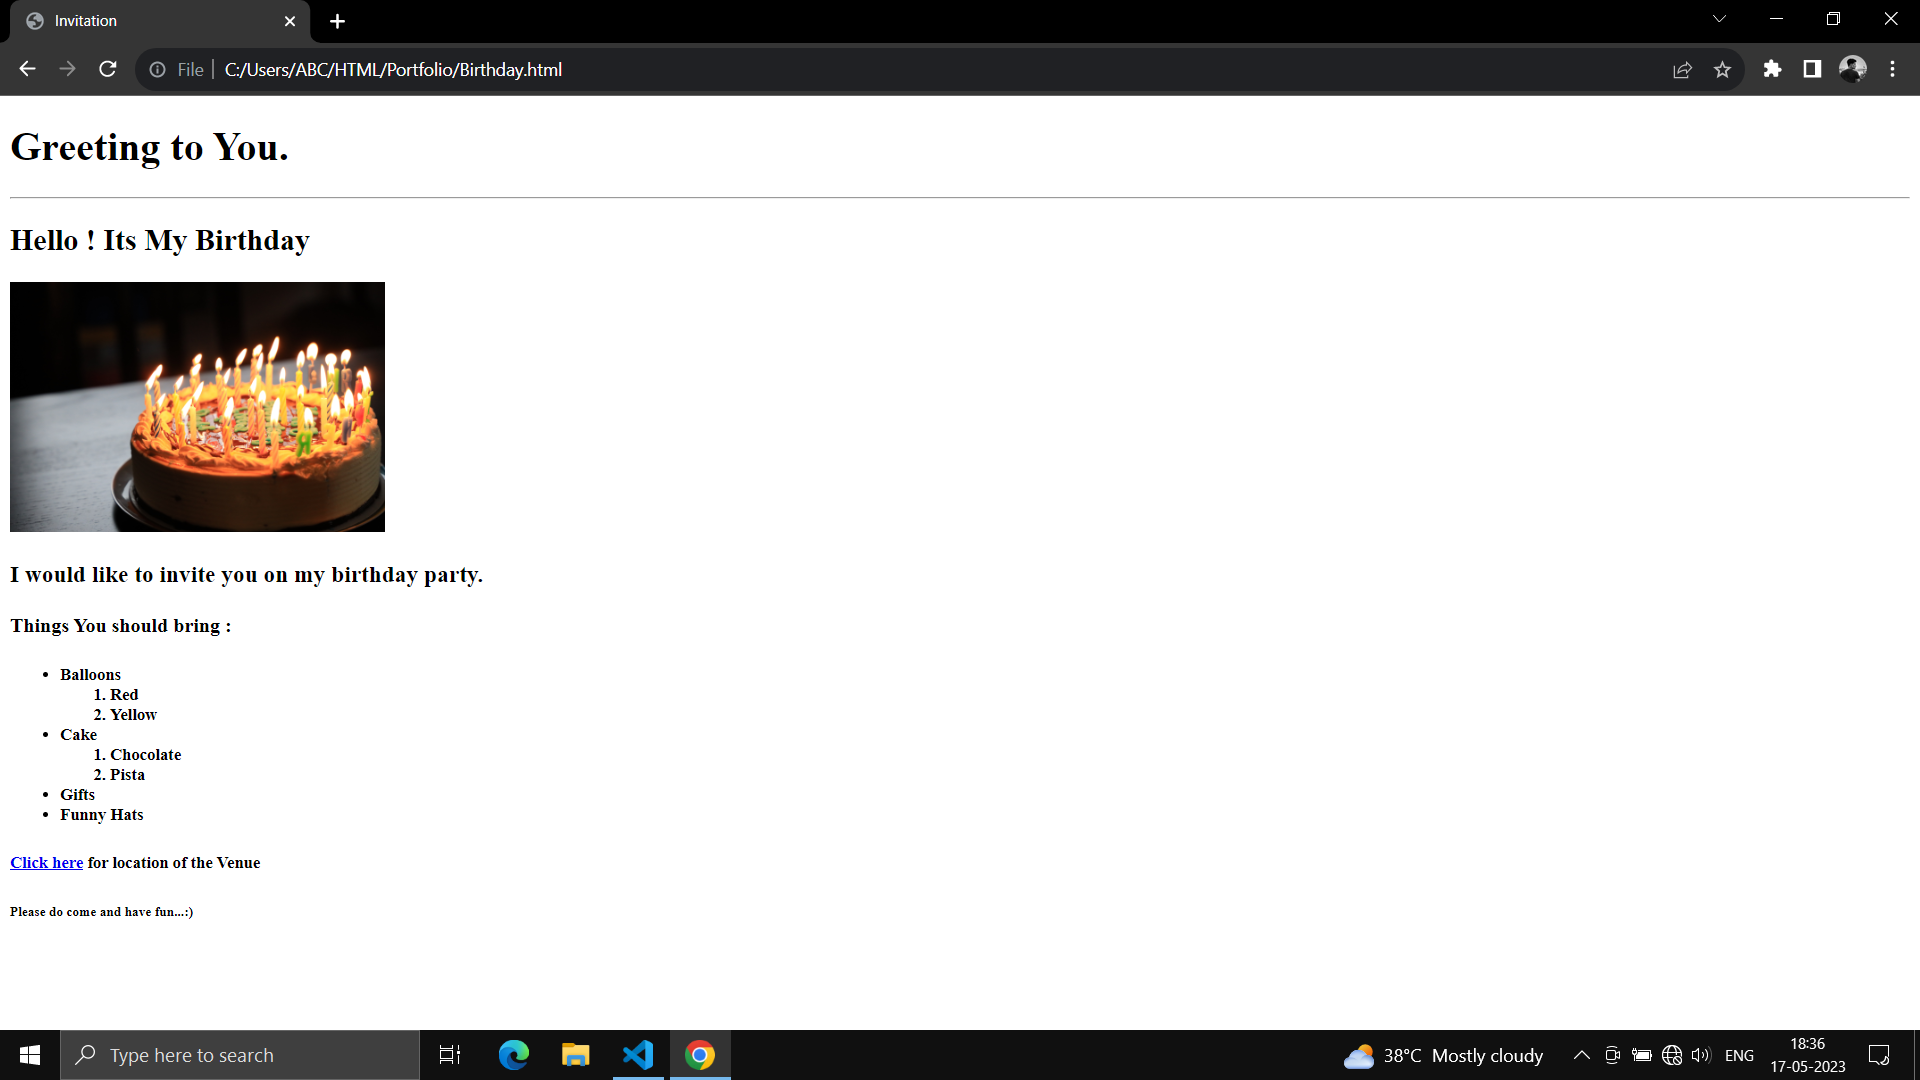 Invitation
File C:/Users/ABC/HTML/Portfolio/Birthday.html
Greeting to You.
Hello ! Its My Birthday
I would like to invite you on my birthday party.
Things You should bring :
• Balloons
1. Red
2. Yellow
• Cake
1. Chocolate
2. Pista
• Gifts
• Funny Hats
Click here for location of the Venue
Please do come and have fun...:)
Type here to search
38°C Mostly cloudy
ENG
18:36
17-05-2023